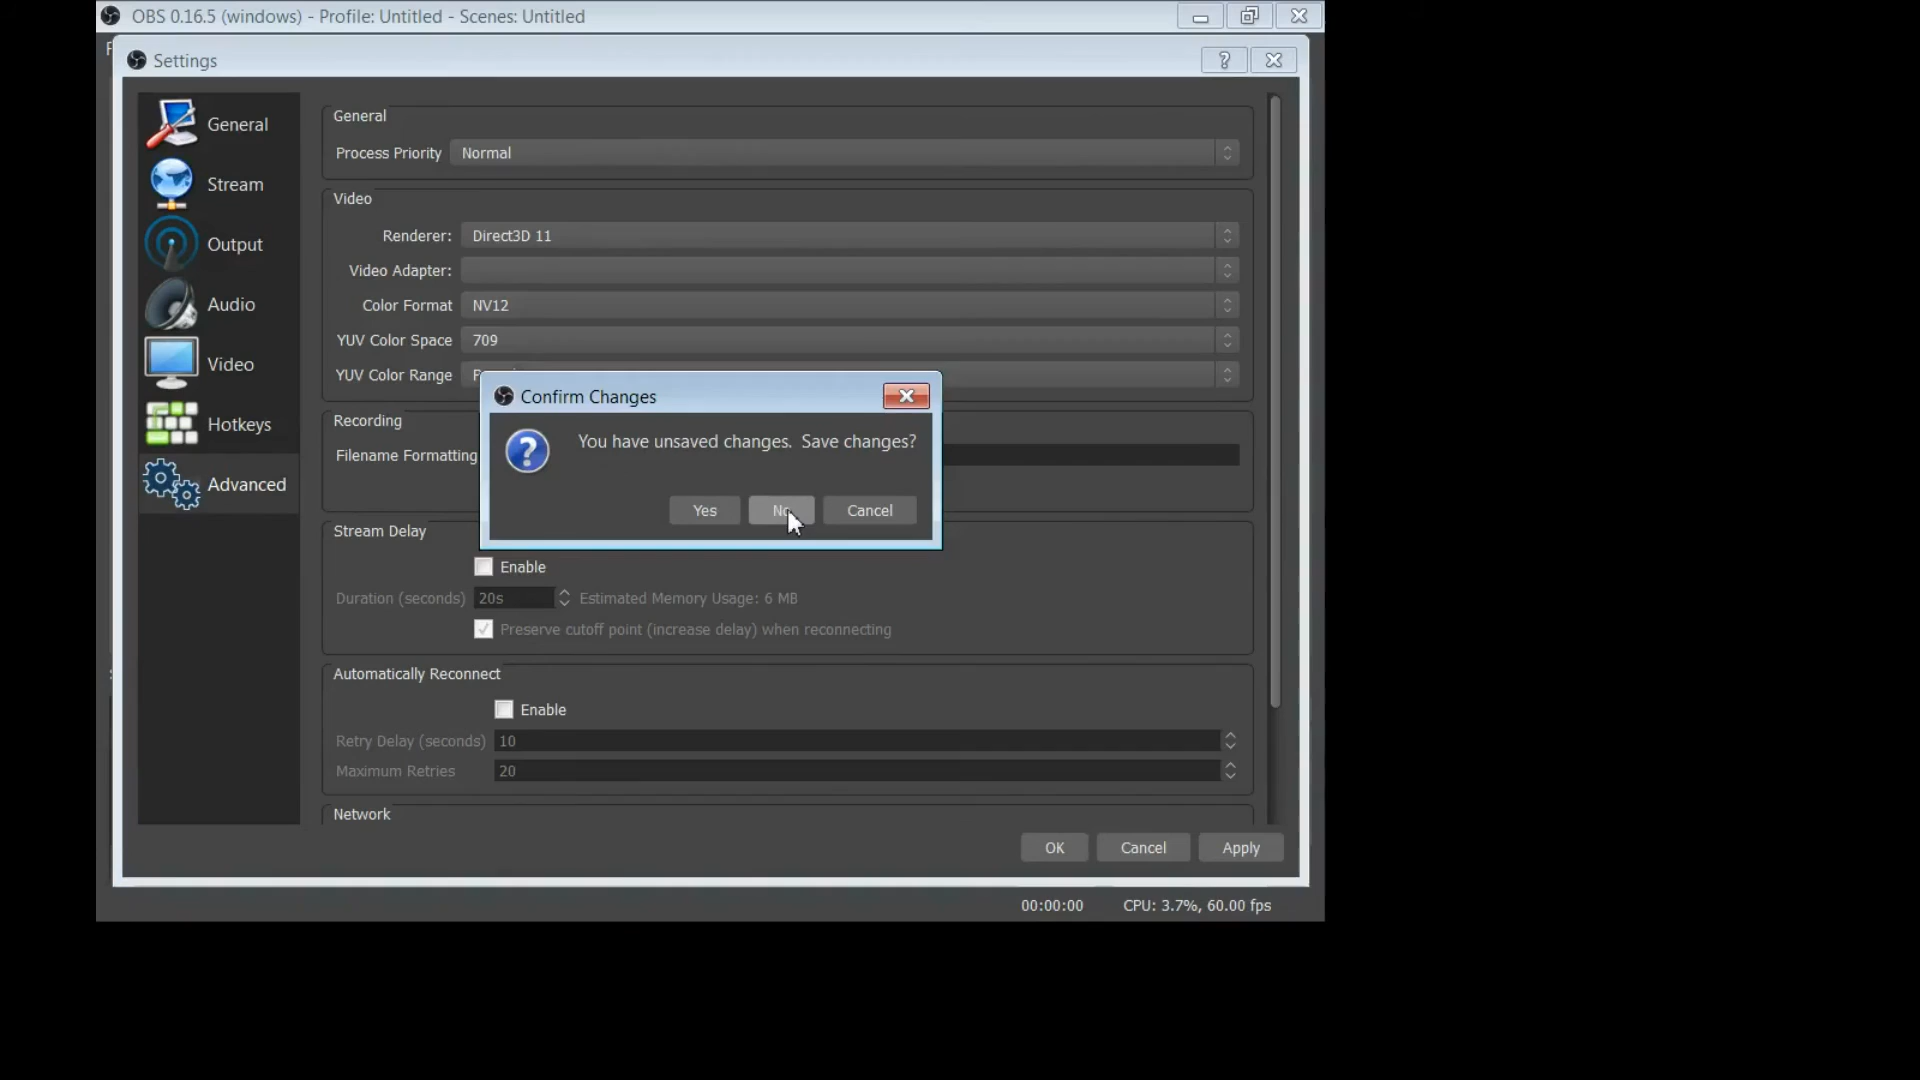 OBS 0.16.5 (windows) - Profile: Untitled - Scenes: Untitled
Settings
General
Stream
Output
Audio
Video
Hotkeys
Advanced
General
Process Priority Normal
Video
Renderer: Direct3D 11
Video Adapter:
Color Format NV12
YUV Color Space 709
YUV Color Range
Recording
Filename Formatting
Confirm Changes
You have unsaved changes. Save changes?
Yes No Cancel
Stream Delay
Enable
Duration (seconds) 20s Estimated Memory Usage: 6 MB
Preserve cutoff point (increase delay) when reconnecting
Automatically Reconnect
Enable
Retry Delay (seconds) 10
Maximum Retries 20
Network
OK Cancel Apply
00:00:00 CPU: 3.7%, 60.00 fps